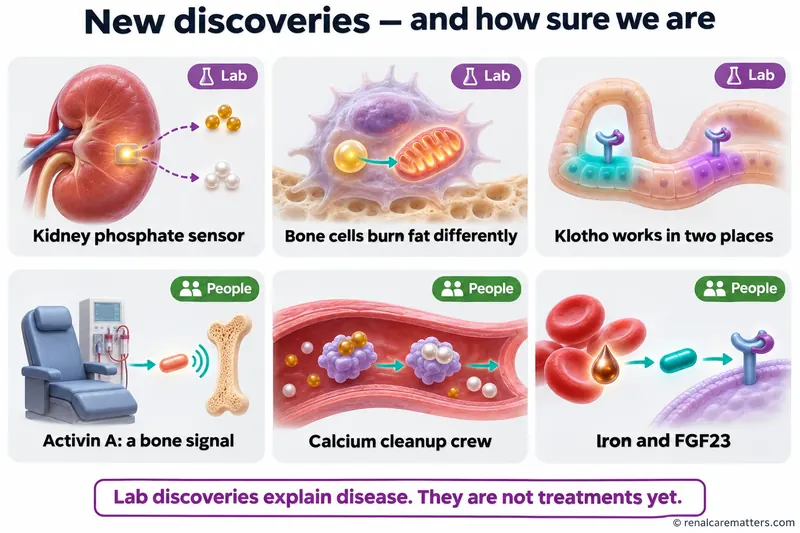 New discoveries — and how sure we are
Lab
Kidney phosphate sensor
Lab
Bone cells burn fat differently
Lab
Klotho works in two places
People
Activin A: a bone signal
People
Calcium cleanup crew
People
Iron and FGF23
Lab discoveries explain disease. They are not treatments yet.
© renalcarematters.com